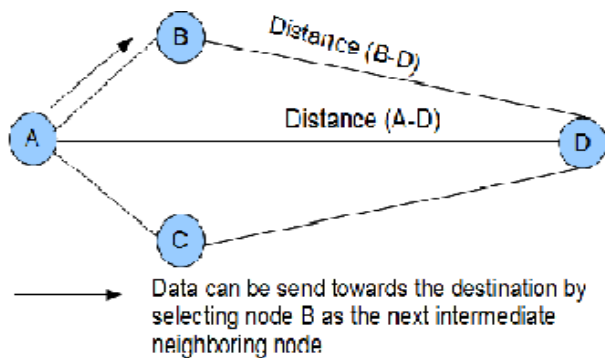 B
Distance (B-D)
Distance (A-D)
A
D
C
Data can be send towards the destination by
selecting node B as the next intermediate
neighboring node